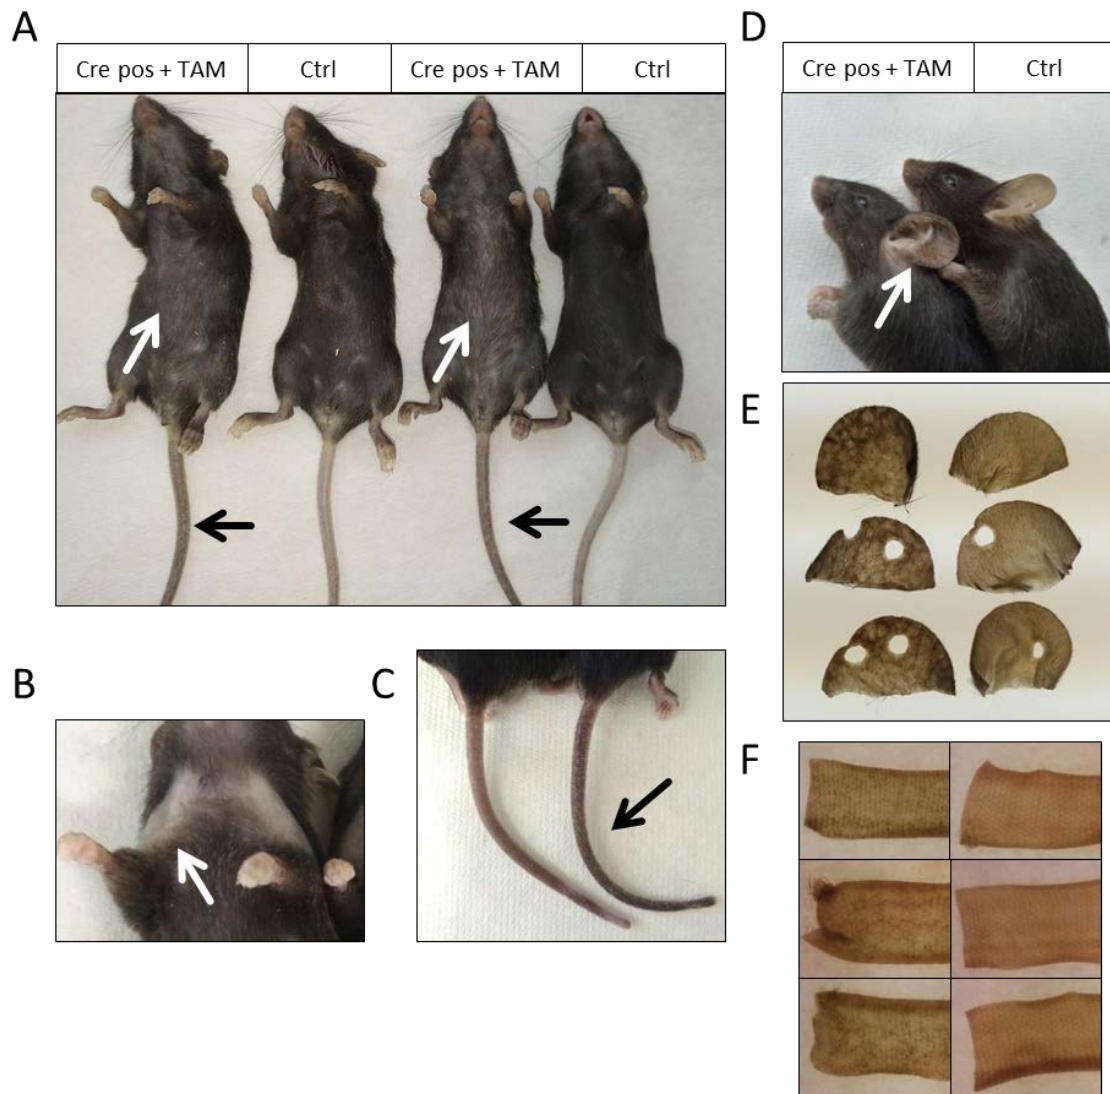 A
Cre pos + TAM
Ctrl
Cre pos + TAM
Ctrl
B
C
D
Cre pos + TAM
Ctrl
E
F